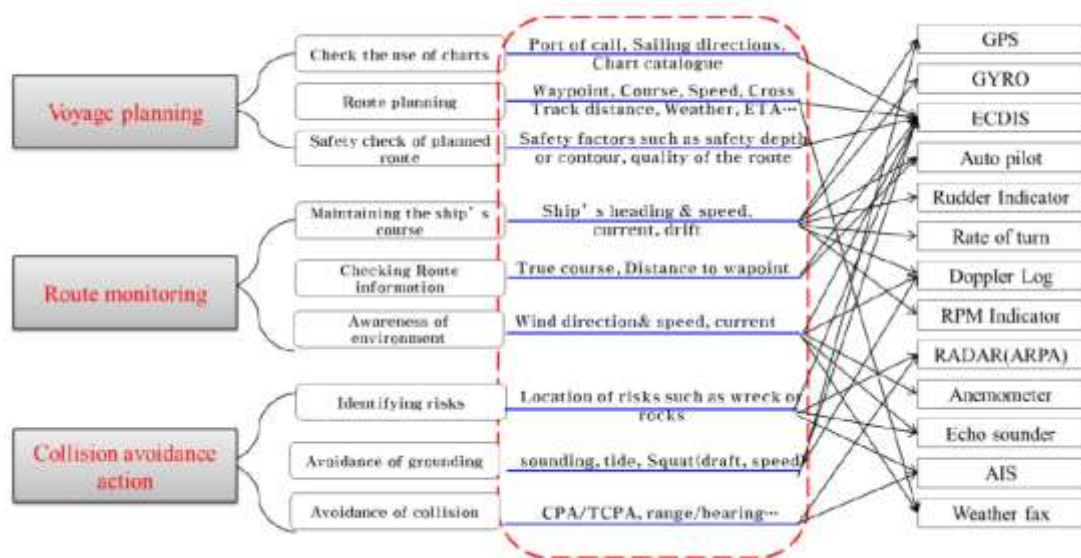 Voyage planning
Check the use of charts
Port of call, Sailing directions,
Chart catalogue
Route planning
Waypoint, Course, Speed, Cross
Track distance, Weather, ETA…
Safety check of planned
route
Safety factors such as safety depth
or contour, quality of the route
Route monitoring
Maintaining the ship's
course
Ship's heading & speed,
current, drift
Checking Route
information
True course, Distance to wapoint
Awareness of
environment
Wind direction& speed, current
Collision avoidance
action
Identifying risks
Location of risks such as wreck or
rocks
Avoidance of grounding
sounding, tide, Squat(draft, speed)
Avoidance of collision
CPA/TCPA, range/bearing…
GPS
GYRO
ECDIS
Auto pilot
Rudder Indicator
Rate of turn
Doppler Log
RPM Indicator
RADAR(ARPA)
Anemometer
Echo sounder
AIS
Weather fax